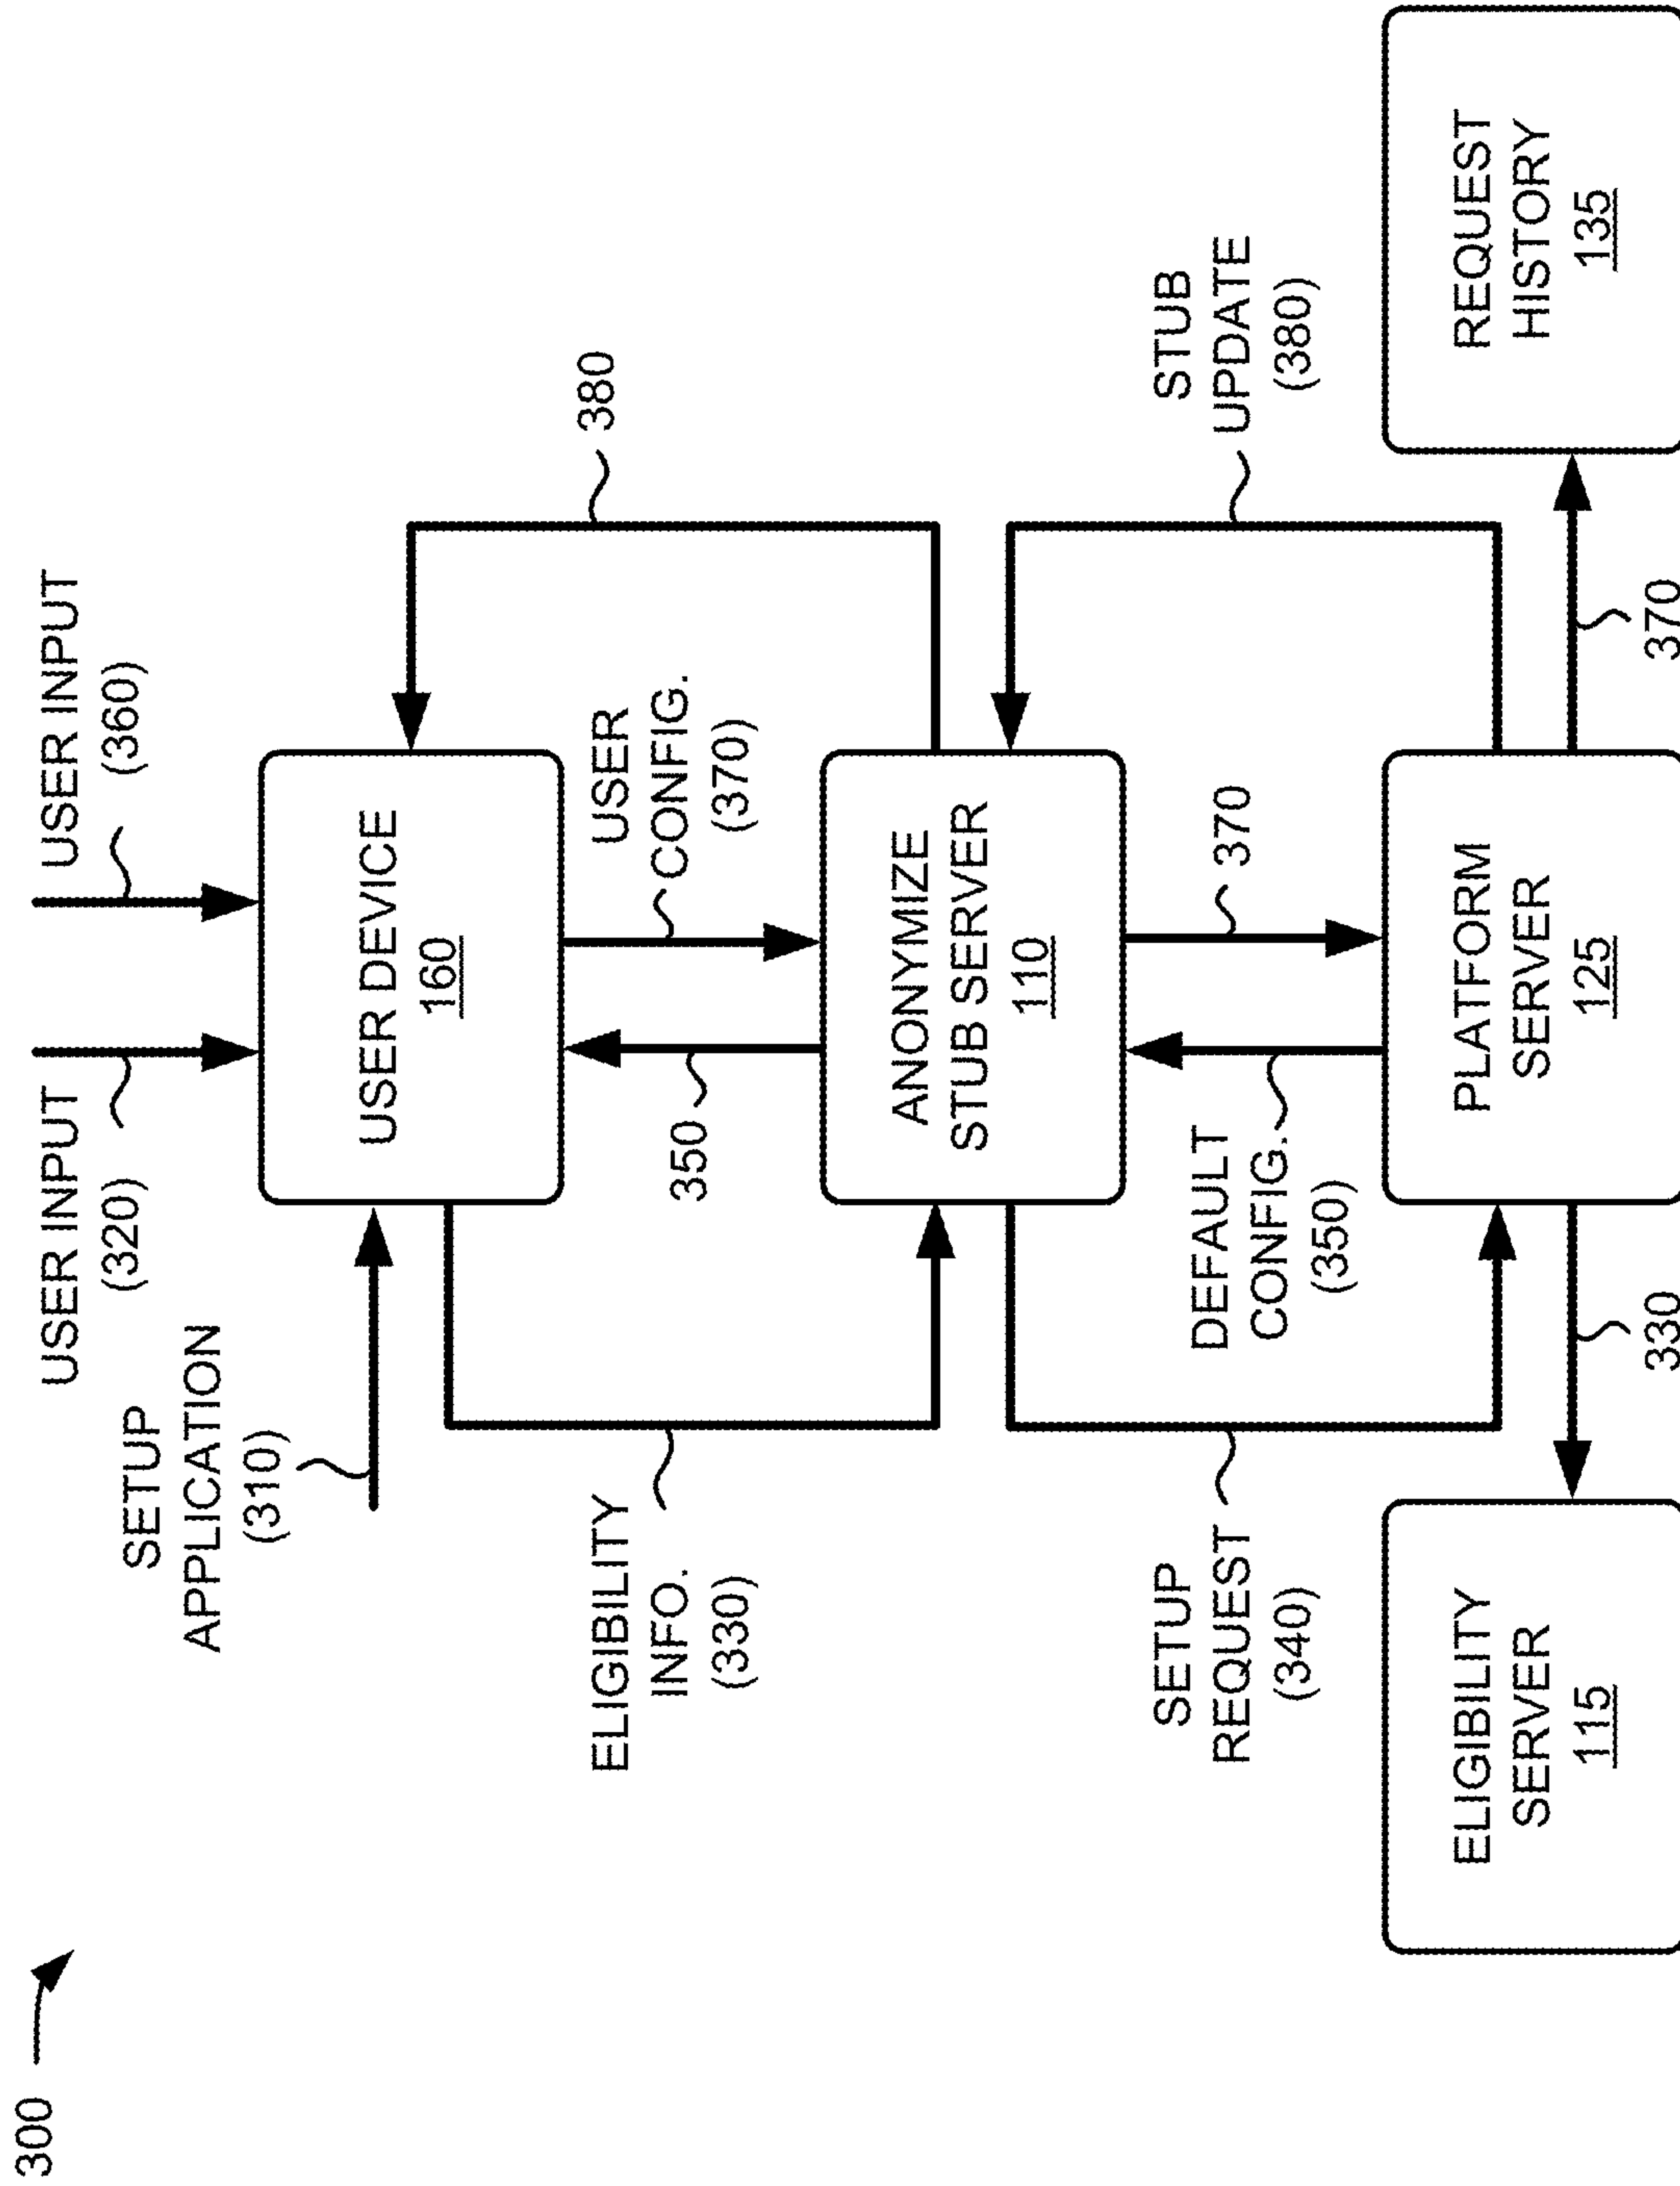 300
SETUP
APPLICATION
(310)
USER INPUT
(320)
USER INPUT
(360)
USER DEVICE
160
ELIGIBILITY
INFO.
(330)
350
USER
CONFIG.
(370)
380
ANONYMIZE
STUB SERVER
110
SETUP
REQUEST
(340)
DEFAULT
CONFIG.
(350)
370
STUB
UPDATE
(380)
ELIGIBILITY
SERVER
115
330
PLATFORM
SERVER
125
370
REQUEST
HISTORY
135